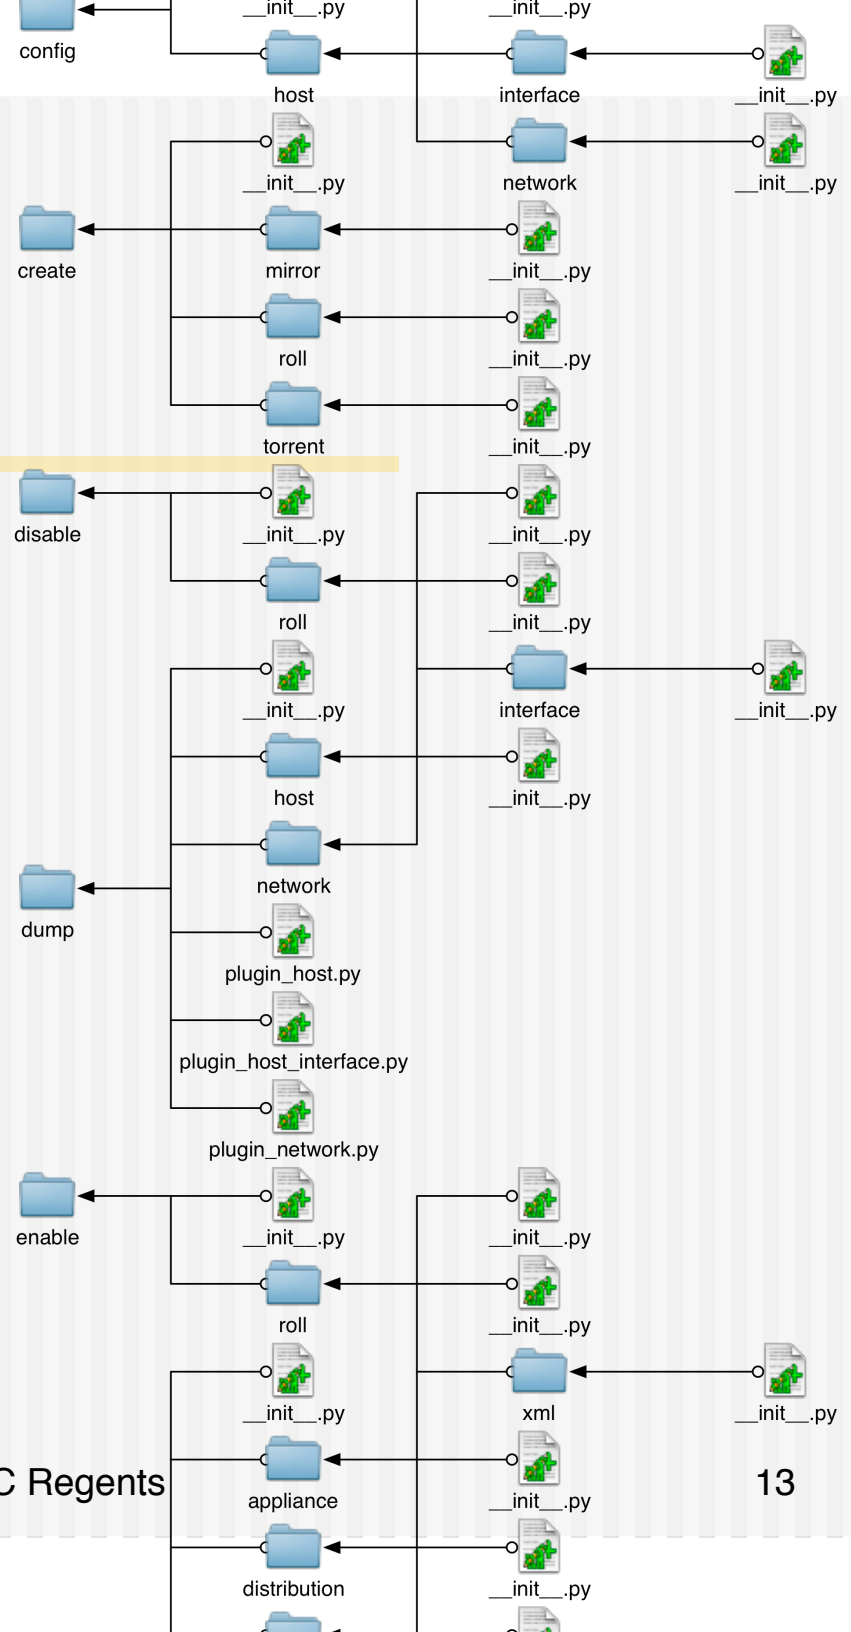 __init__.py __init__.py
config
host interface __init__.py
__init__.py network __init__.py
create mirror __init__.py
roll __init__.py
torrent __init__.py
disable __init__.py __init__.py
roll __init__.py
__init__.py interface __init__.py
host __init__.py
network
dump
plugin_host.py
plugin_host_interface.py
plugin_network.py
enable __init__.py __init__.py
roll __init__.py
__init__.py xml __init__.py
C Regents 13
appliance __init__.py
distribution __init__.py